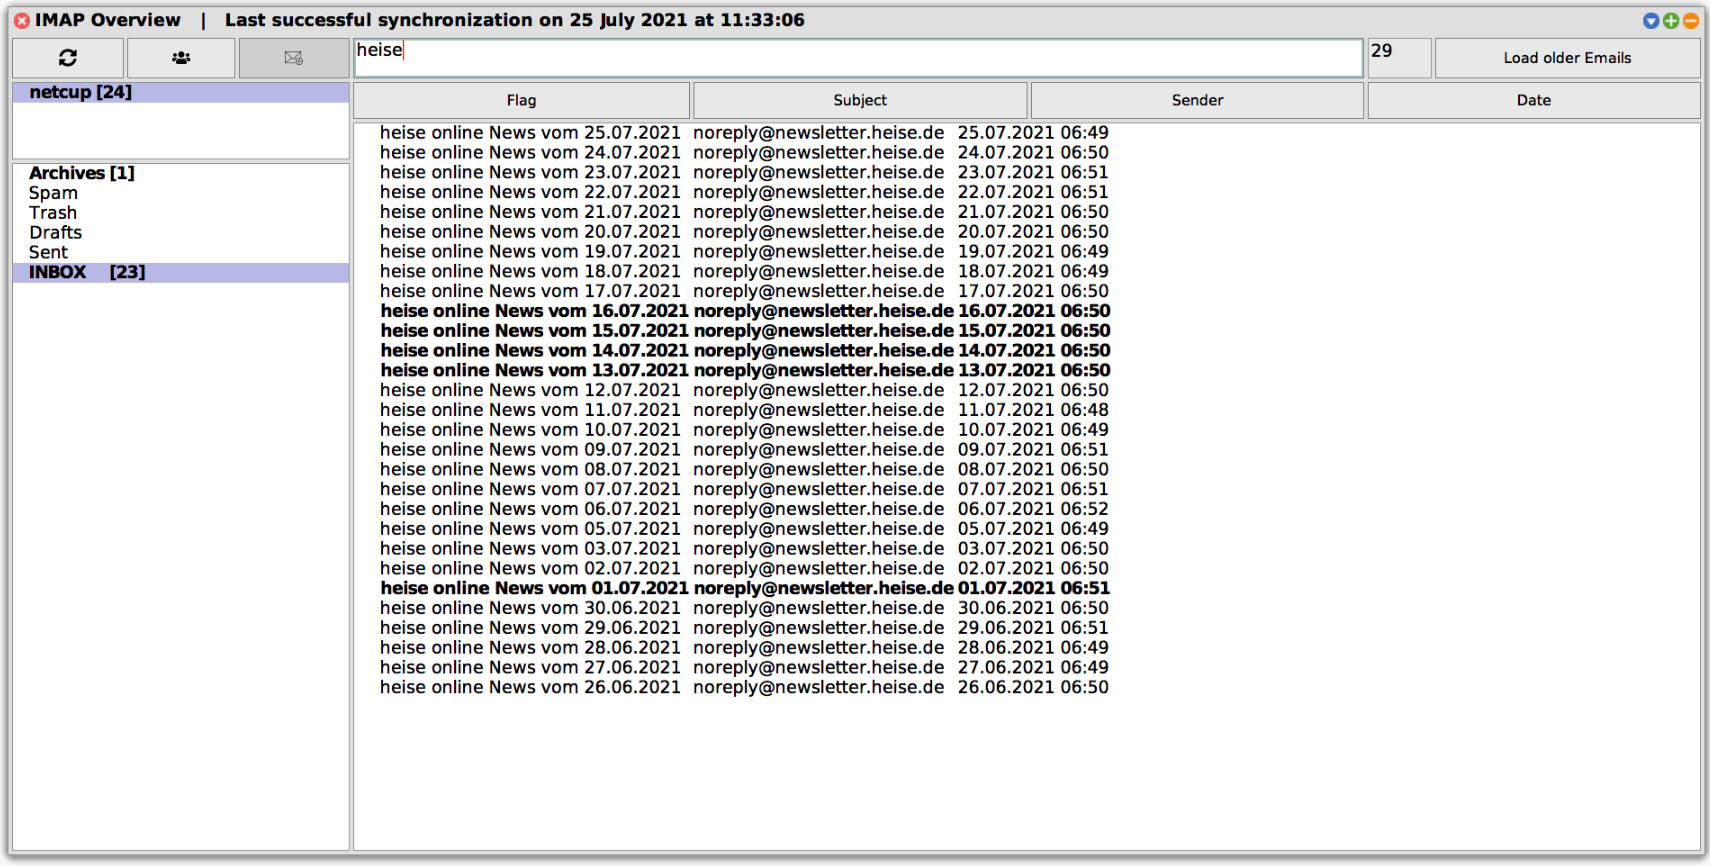 IMAP Overview | Last successful synchronization on 25 July 2021 at 11:33:06
heise 29 Load older Emails
netcup [24]
Flag Subject Sender Date
Archives [1]
Spam
Trash
Drafts
Sent
INBOX [23]
heise online News vom 25.07.2021 noreply@newsletter.heise.de 25.07.2021 06:49
heise online News vom 24.07.2021 noreply@newsletter.heise.de 24.07.2021 06:50
heise online News vom 23.07.2021 noreply@newsletter.heise.de 23.07.2021 06:51
heise online News vom 22.07.2021 noreply@newsletter.heise.de 22.07.2021 06:51
heise online News vom 21.07.2021 noreply@newsletter.heise.de 21.07.2021 06:50
heise online News vom 20.07.2021 noreply@newsletter.heise.de 20.07.2021 06:50
heise online News vom 19.07.2021 noreply@newsletter.heise.de 19.07.2021 06:49
heise online News vom 18.07.2021 noreply@newsletter.heise.de 18.07.2021 06:49
heise online News vom 17.07.2021 noreply@newsletter.heise.de 17.07.2021 06:50
heise online News vom 16.07.2021 noreply@newsletter.heise.de 16.07.2021 06:50
heise online News vom 15.07.2021 noreply@newsletter.heise.de 15.07.2021 06:50
heise online News vom 14.07.2021 noreply@newsletter.heise.de 14.07.2021 06:50
heise online News vom 13.07.2021 noreply@newsletter.heise.de 13.07.2021 06:50
heise online News vom 12.07.2021 noreply@newsletter.heise.de 12.07.2021 06:50
heise online News vom 11.07.2021 noreply@newsletter.heise.de 11.07.2021 06:48
heise online News vom 10.07.2021 noreply@newsletter.heise.de 10.07.2021 06:49
heise online News vom 09.07.2021 noreply@newsletter.heise.de 09.07.2021 06:51
heise online News vom 08.07.2021 noreply@newsletter.heise.de 08.07.2021 06:50
heise online News vom 07.07.2021 noreply@newsletter.heise.de 07.07.2021 06:51
heise online News vom 06.07.2021 noreply@newsletter.heise.de 06.07.2021 06:52
heise online News vom 05.07.2021 noreply@newsletter.heise.de 05.07.2021 06:49
heise online News vom 03.07.2021 noreply@newsletter.heise.de 03.07.2021 06:50
heise online News vom 02.07.2021 noreply@newsletter.heise.de 02.07.2021 06:50
heise online News vom 01.07.2021 noreply@newsletter.heise.de 01.07.2021 06:51
heise online News vom 30.06.2021 noreply@newsletter.heise.de 30.06.2021 06:50
heise online News vom 29.06.2021 noreply@newsletter.heise.de 29.06.2021 06:51
heise online News vom 28.06.2021 noreply@newsletter.heise.de 28.06.2021 06:49
heise online News vom 27.06.2021 noreply@newsletter.heise.de 27.06.2021 06:49
heise online News vom 26.06.2021 noreply@newsletter.heise.de 26.06.2021 06:50